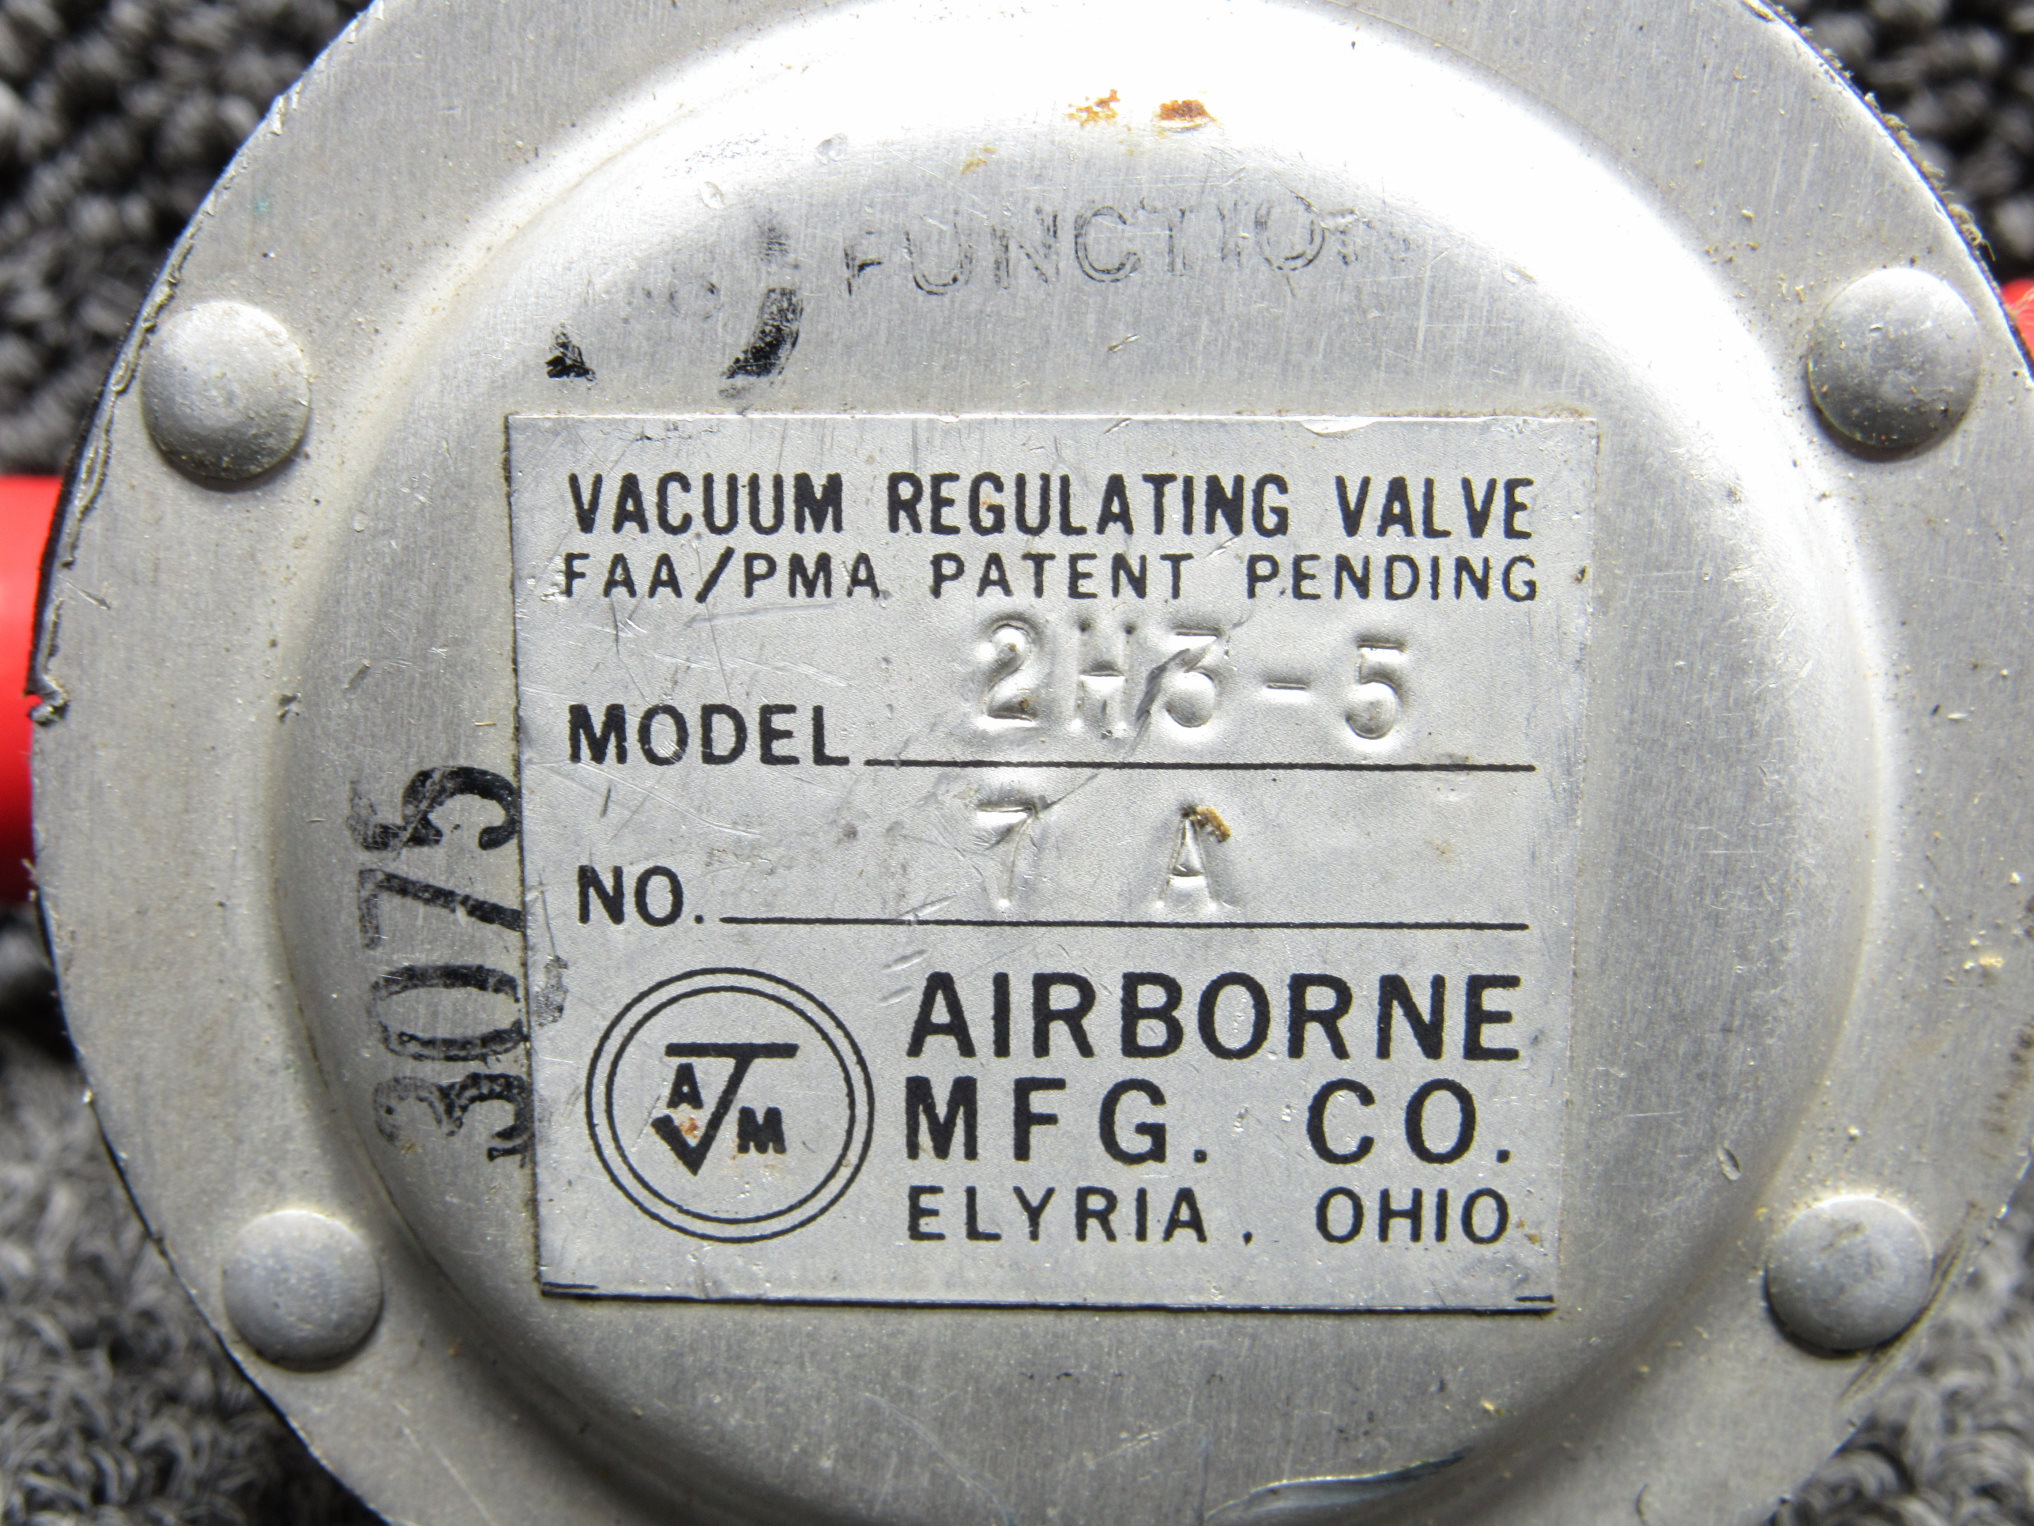 FUNCTION
VACUUM REGULATING VALVE
FAA/PMA PATENT PENDING
MODEL 2H3-5
NO. 7 A
AJM
AIRBORNE
MFG. CO.
ELYRIA, OHIO
3075